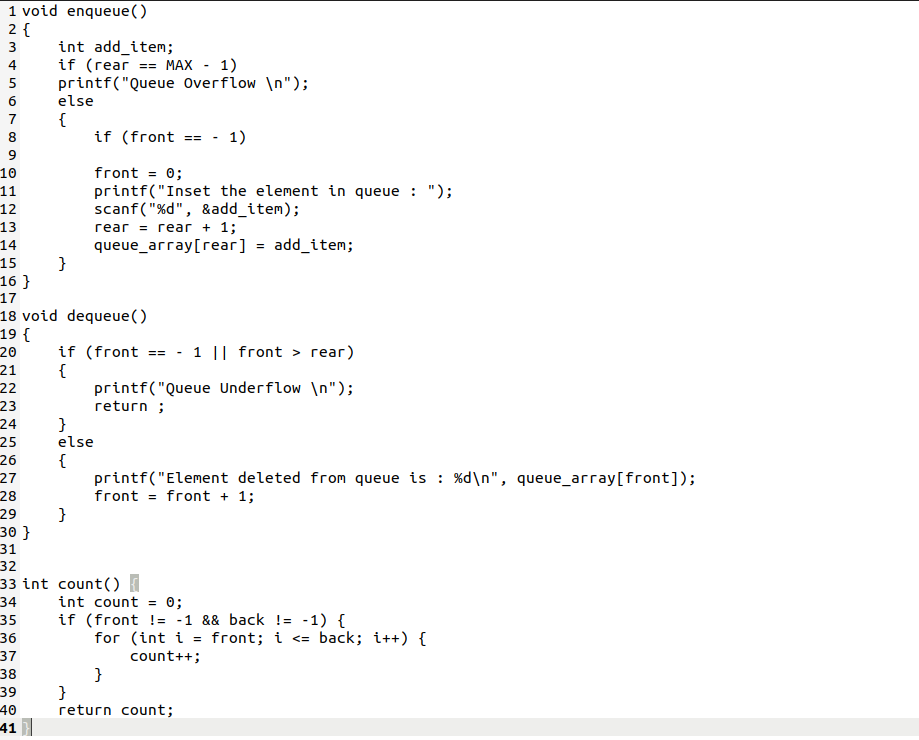 1 void enqueue()
2 {
3     int add_item;
4     if (rear == MAX - 1)
5     printf("Queue Overflow \n");
6     else
7     {
8         if (front == - 1)
9
10         front = 0;
11         printf("Inset the element in queue : ");
12         scanf("%d", &add_item);
13         rear = rear + 1;
14         queue_array[rear] = add_item;
15     }
16 }
17
18 void dequeue()
19 {
20     if (front == - 1 || front > rear)
21     {
22         printf("Queue Underflow \n");
23         return ;
24     }
25     else
26     {
27         printf("Element deleted from queue is : %d\n", queue_array[front]);
28         front = front + 1;
29     }
30 }
31
32
33 int count() {
34     int count = 0;
35     if (front != -1 && back != -1) {
36         for (int i = front; i <= back; i++) {
37             count++;
38         }
39     }
40     return count;
41 }